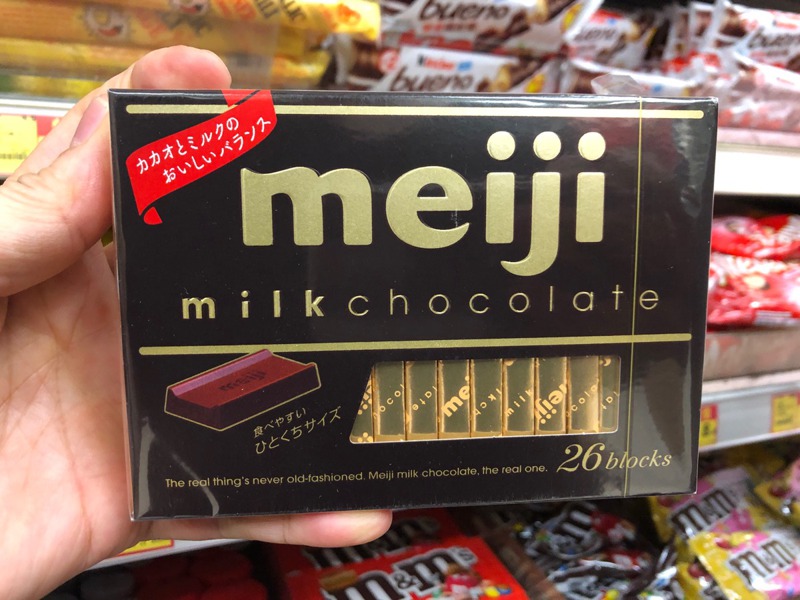 bueno
bueno
カカオとミルクの
おいしいバランス
meiji
milk chocolate
meiji
食べやすい
ひとくちサイズ
meiji
The real thing's never old-fashioned. Meiji milk chocolate, the real one.
26 blocks
m&m's
m&m's